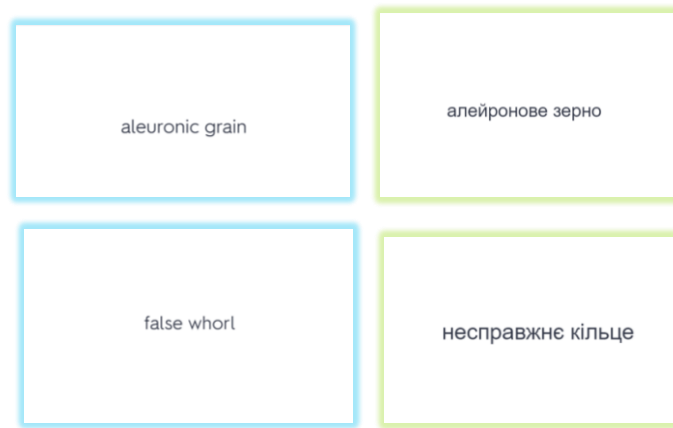 aleuronic grain
алейронове зерно
false whorl
несправжнє кільце